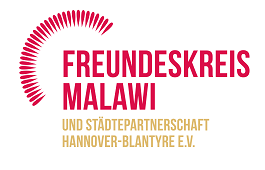 FREUNDESKREIS
MALAWI
UND STÄDTEPARTNERSCHAFT
HANNOVER-BLANTYRE E.V.